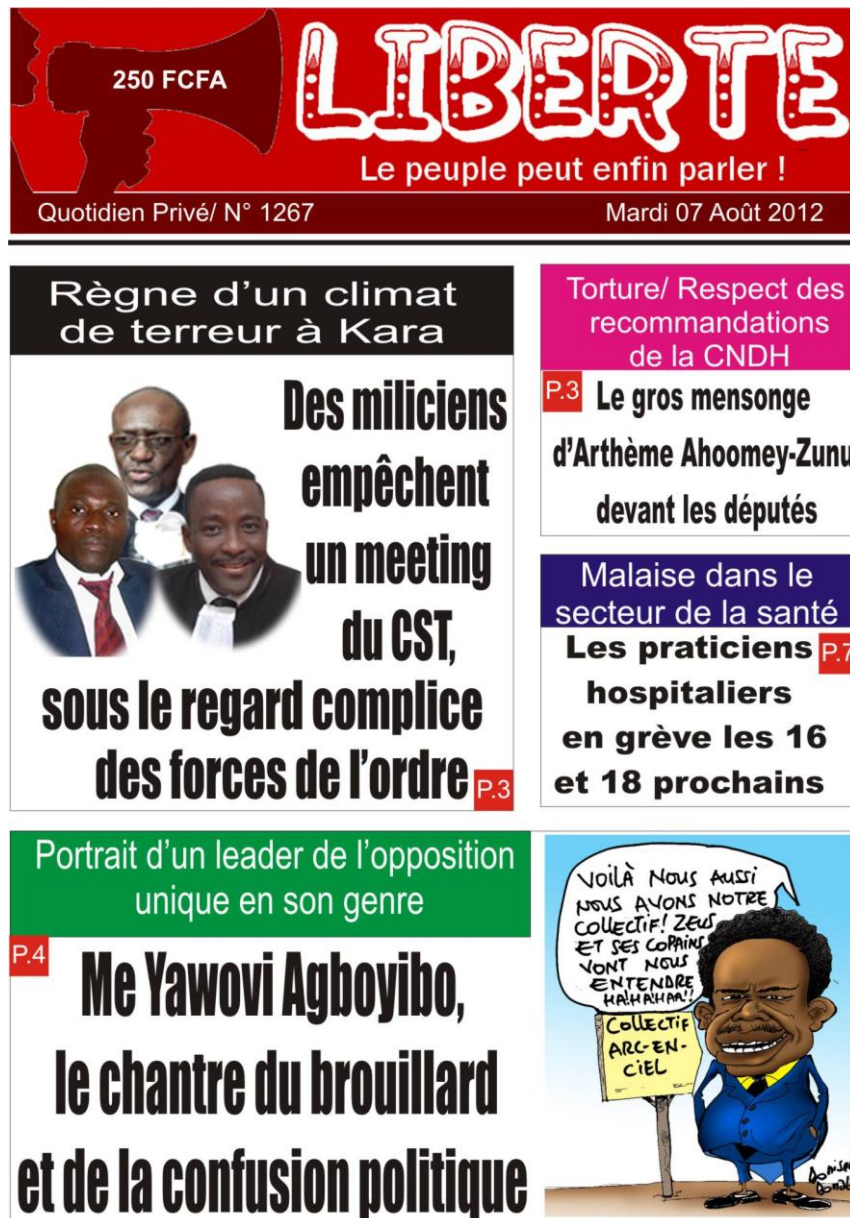 250 FCFA
LIBERTE
Le peuple peut enfin parler !
Quotidien Privé/ N° 1267
Mardi 07 Août 2012
Règne d'un climat
de terreur à Kara
Des miliciens
empêchent
un meeting
du CST,
sous le regard complice
des forces de l'ordre
P.3
Torture/ Respect des
recommandations
de la CNDH
P.3
Le gros mensonge
d'Arthème Ahoomey-Zunu
devant les députés
Malaise dans le
secteur de la santé
Les praticiens
P.7
hospitaliers
en grève les 16
et 18 prochains
Portrait d'un leader de l'opposition
unique en son genre
P.4
Me Yawovi Agboyibo,
le chantre du brouillard
et de la confusion politique
VOILÀ NOUS AUSSI
NOUS AVONS NOTRE
COLLECTIF! ZEUS
ET SES COPAINS
VONT NOUS
ENTENDRE
HA!HA!HAA!!
COLLECTIF
ARC-EN-
CIEL